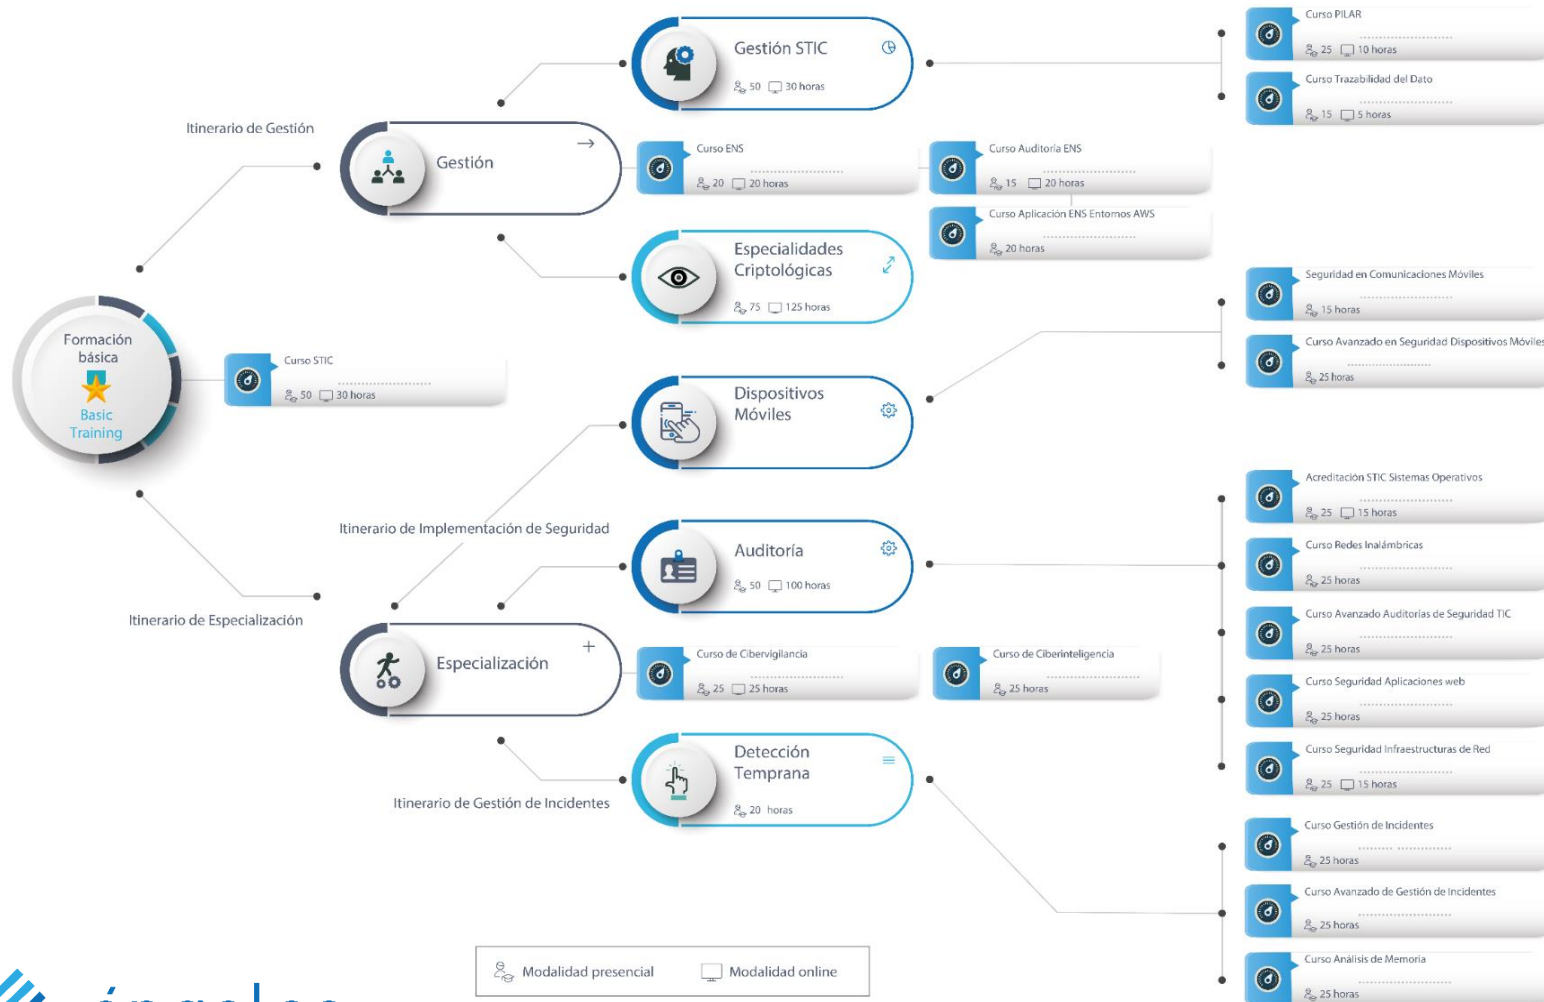 Curso PILAR
25 10 horas
Gestión STIC
50 30 horas
Curso Trazabilidad del Dato
15 5 horas
Itinerario de Gestión
Gestión
Curso ENS
20 20 horas
Curso Auditoría ENS
15 20 horas
Curso Aplicación ENS Entornos AWS
20 horas
Especialidades
Criptológicas
75 125 horas
Seguridad en Comunicaciones Móviles
15 horas
Curso Avanzado en Seguridad Dispositivos Móviles
25 horas
Formación
básica
Basic
Training
Curso STIC
50 30 horas
Dispositivos
Móviles
Itinerario de Implementación de Seguridad
Auditoría
50 100 horas
Acreditación STIC Sistemas Operativos
25 15 horas
Curso Redes Inalámbricas
25 horas
Curso Avanzado Auditorías de Seguridad TIC
25 horas
Curso Seguridad Aplicaciones web
25 horas
Curso Seguridad Infraestructuras de Red
25 15 horas
Itinerario de Especialización
Especialización
Curso de Cibervigilancia
25 25 horas
Curso de Ciberinteligencia
25 horas
Detección
Temprana
20 horas
Itinerario de Gestión de Incidentes
Curso Gestión de Incidentes
25 horas
Curso Avanzado de Gestión de Incidentes
25 horas
Curso Análisis de Memoria
25 horas
Modalidad presencial
Modalidad online
ángeles